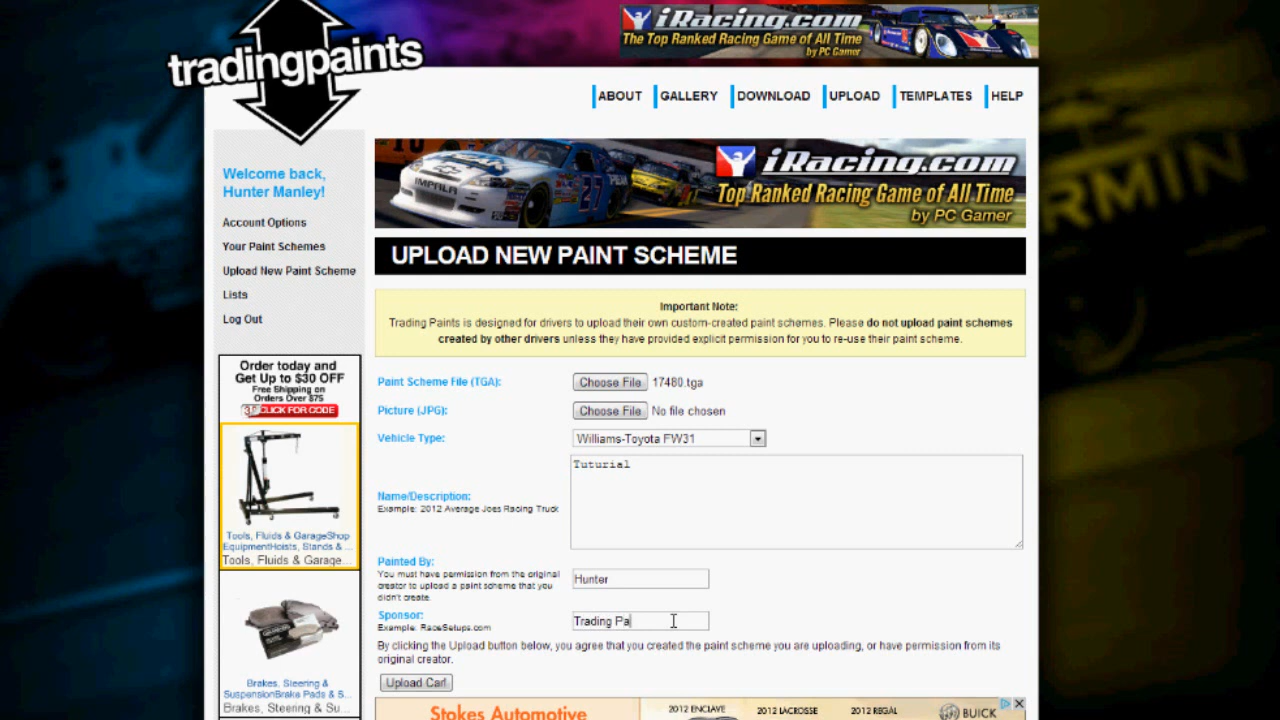 tradingpaints
iRacing.com
The Top Ranked Racing Game of All Time
by PC Gamer
ABOUT
GALLERY
DOWNLOAD
UPLOAD
TEMPLATES
HELP
Welcome back,
Hunter Manley!
Account Options
Your Paint Schemes
Upload New Paint Scheme
Lists
Log Out
IMPALA
27
PEAK
iRacing.com
Top Ranked Racing Game of All Time
by PC Gamer
UPLOAD NEW PAINT SCHEME
Important Note:
Trading Paints is designed for drivers to upload their own custom-created paint schemes. Please do not upload paint schemes
created by other drivers unless they have provided explicit permission for you to re-use their paint scheme.
Paint Scheme File (TGA):
Choose File 17480.tga
Picture (JPG):
Choose File No file chosen
Vehicle Type:
Williams-Toyota FW31
Name/Description:
Example: 2012 Average Joes Racing Truck
Tuturial
Painted By:
You must have permission from the original
creator to upload a paint scheme that you
didn't create.
Hunter
Sponsor:
Example: RaceSetups.com
Trading Pa
By clicking the Upload button below, you agree that you created the paint scheme you are uploading, or have permission from its
original creator.
Upload Car!
Order today and
Get Up to $30 OFF
Free Shipping on
Orders Over $75
CLICK FOR CODE
Tools, Fluids & GarageShop
EquipmentHoists, Stands & ...
Tools, Fluids & Garage...
Brakes, Steering &
SuspensionBrake Pads & S...
Brakes, Steering & Su...
Stokes Automotive
2012 ENCLAVE
2012 LACROSSE
2012 REGAL
BUICK
RMIN